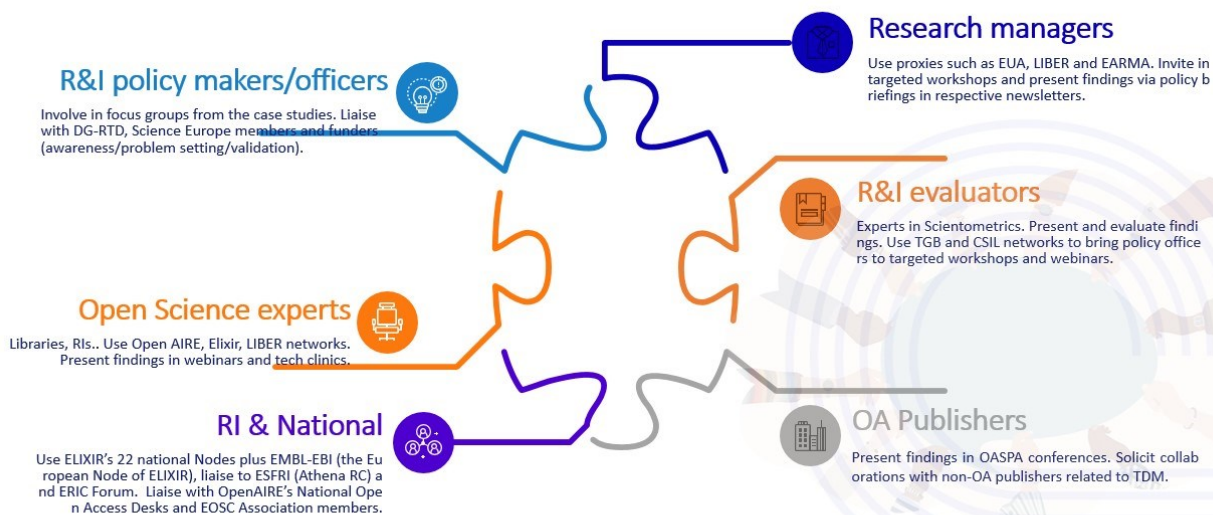 R&I policy makers/officers
Involve in focus groups from the case studies. Liaise
with DG-RTD, Science Europe members and funders
(awareness/problem setting/validation).
Research managers
Use proxies such as EUA, LIBER and EARMA. Invite in
targeted workshops and present findings via policy b
riefings in respective newsletters.
R&I evaluators
Experts in Scientometrics. Present and evaluate findi
ngs. Use TGB and CSIL networks to bring policy office
rs to targeted workshops and webinars.
Open Science experts
Libraries, RIs.. Use Open AIRE, Elixir, LIBER networks.
Present findings in webinars and tech clinics.
RI & National
Use ELIXIR's 22 national Nodes plus EMBL-EBI (the Eu
ropean Node of ELIXIR), liaise to ESFRI (Athena RC) a
nd ERIC Forum.  Liaise with OpenAIRE's National Ope
n Access Desks and EOSC Association members.
OA Publishers
Present findings in OASPA conferences. Solicit collab
orations with non-OA publishers related to TDM.